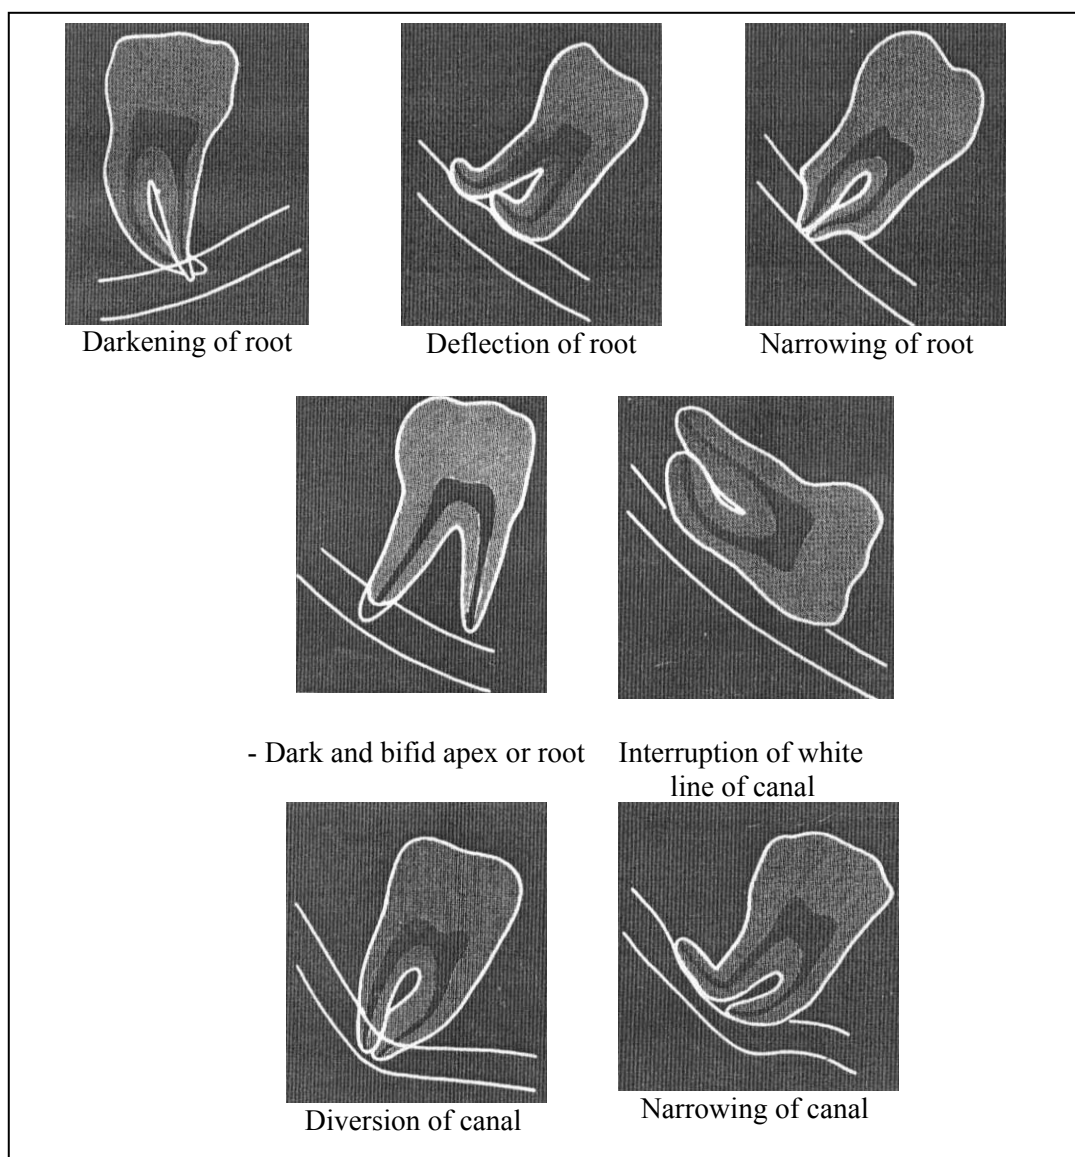 Darkening of root
Deflection of root
Narrowing of root
- Dark and bifid apex or root
Interruption of white
line of canal
Diversion of canal
Narrowing of canal